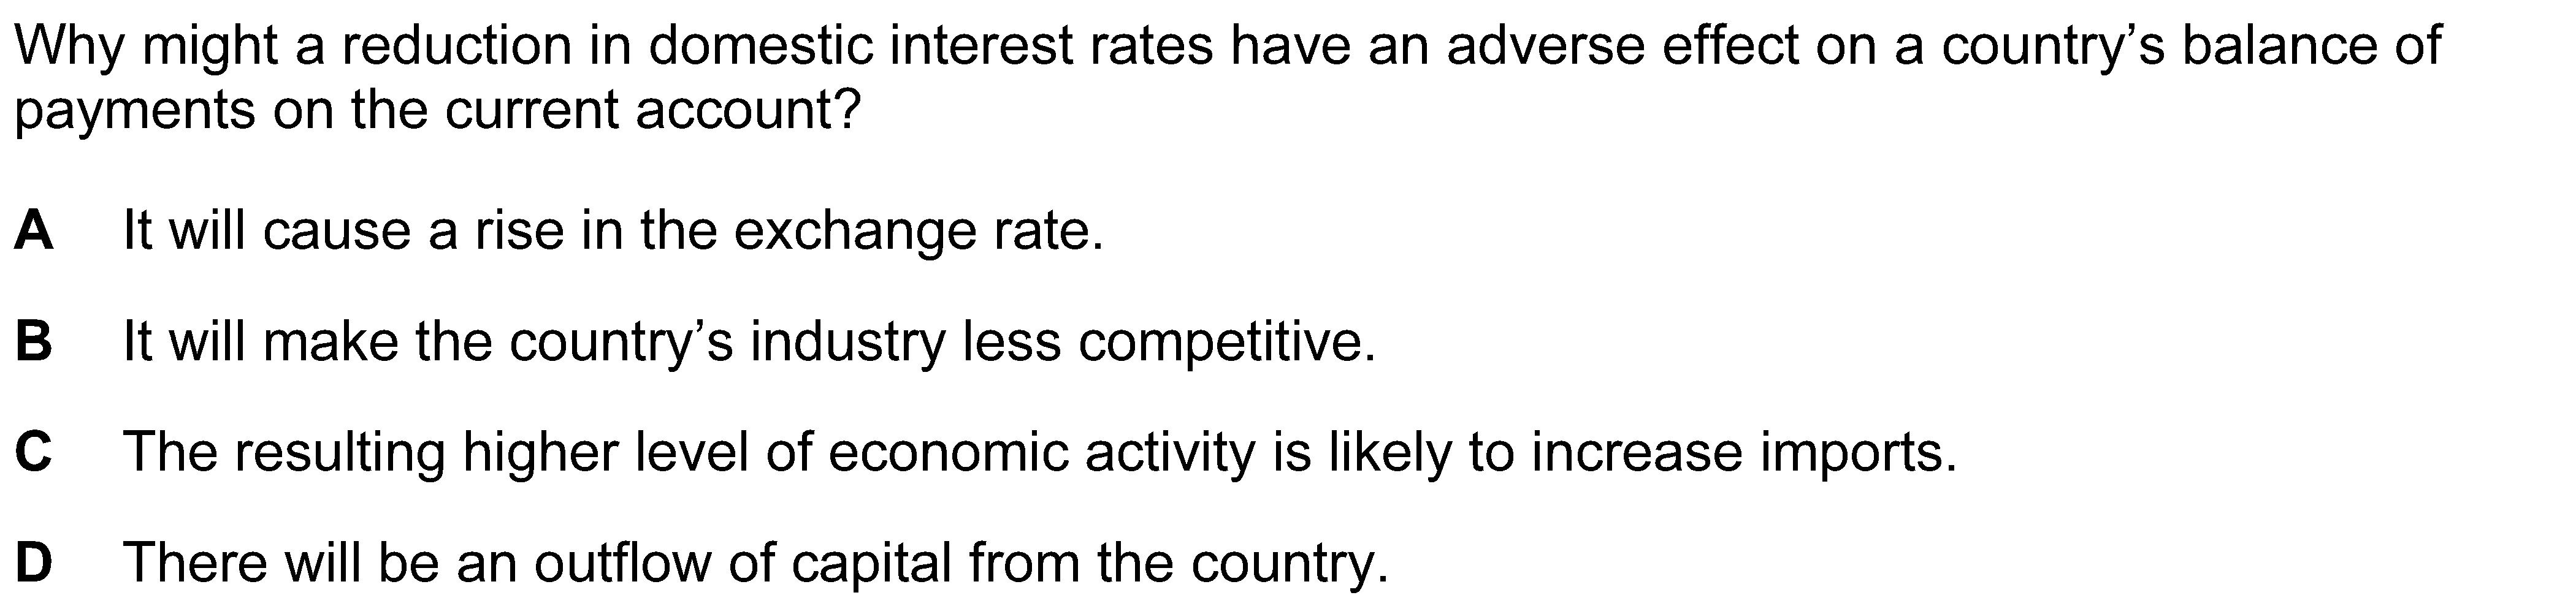 Why might a reduction in domestic interest rates have an adverse effect on a country’s balance of
payments on the current account?
A It will cause a rise in the exchange rate.
B It will make the country’s industry less competitive.
C The resulting higher level of economic activity is likely to increase imports.
D There will be an outflow of capital from the country.